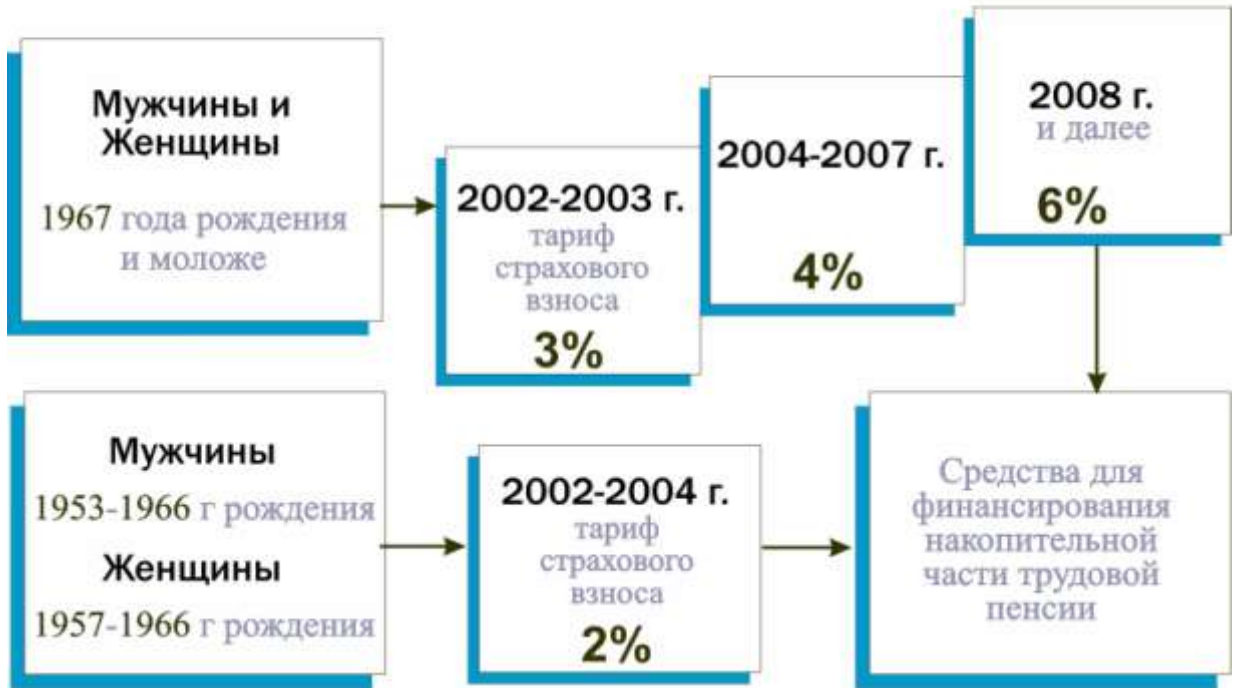 Мужчины и
Женщины
1967 года рождения
и моложе
2002-2003 г.
тариф
страхового
взноса
3%
2004-2007 г.
4%
2008 г.
и далее
6%
Мужчины
1953-1966 г рождения
Женщины
1957-1966 г рождения
2002-2004 г.
тариф
страхового
взноса
2%
Средства для
финансирования
накопительной
части трудовой
пенсии